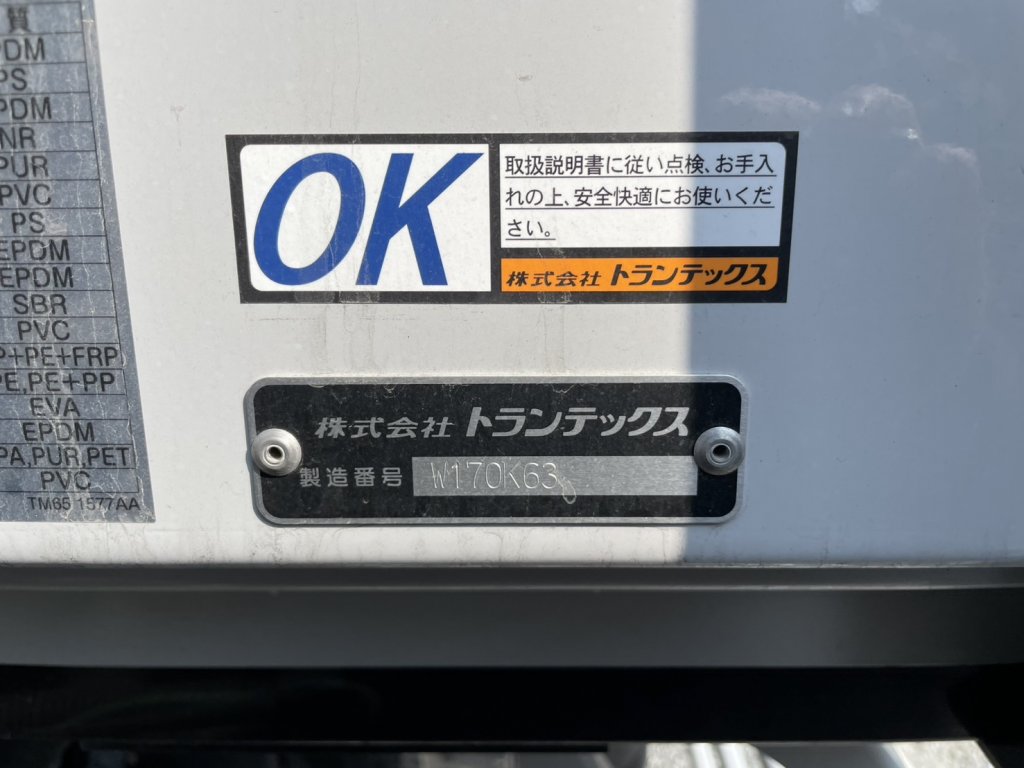 質
PDM
PS
PDM
NR
PUR
PVC
PS
EPDM
EPDM
SBR
PVC
P+PE+FRP
PE,PE+PP
EVA
EPDM
PA,PUR,PET
PVC
TM65 1577AA
OK
取扱説明書に従い点検、お手入
れの上、安全快適にお使いくだ
さい。
株式会社 トランテックス
株式会社 トランテックス
製造番号 W170K63